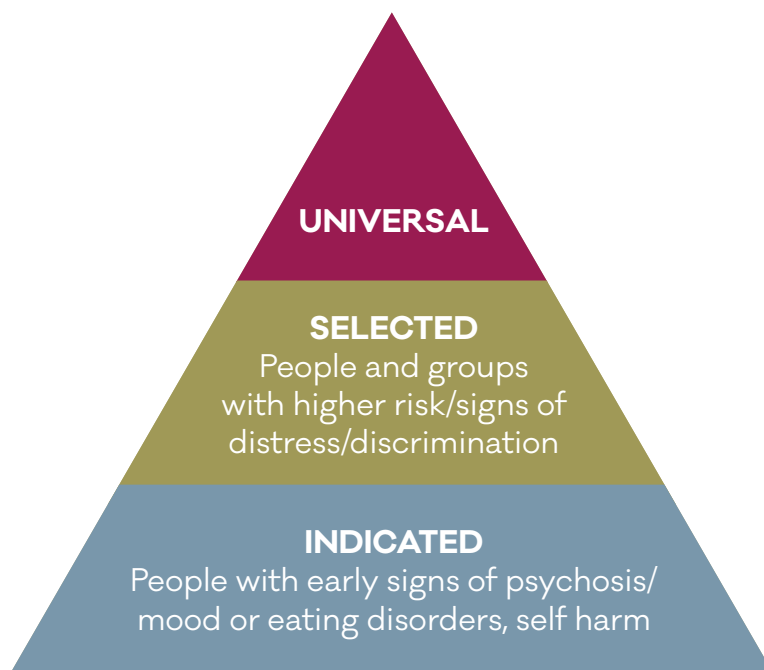 UNIVERSAL
SELECTED
People and groups
with higher risk/signs of
distress/discrimination
INDICATED
People with early signs of psychosis/
mood or eating disorders, self harm